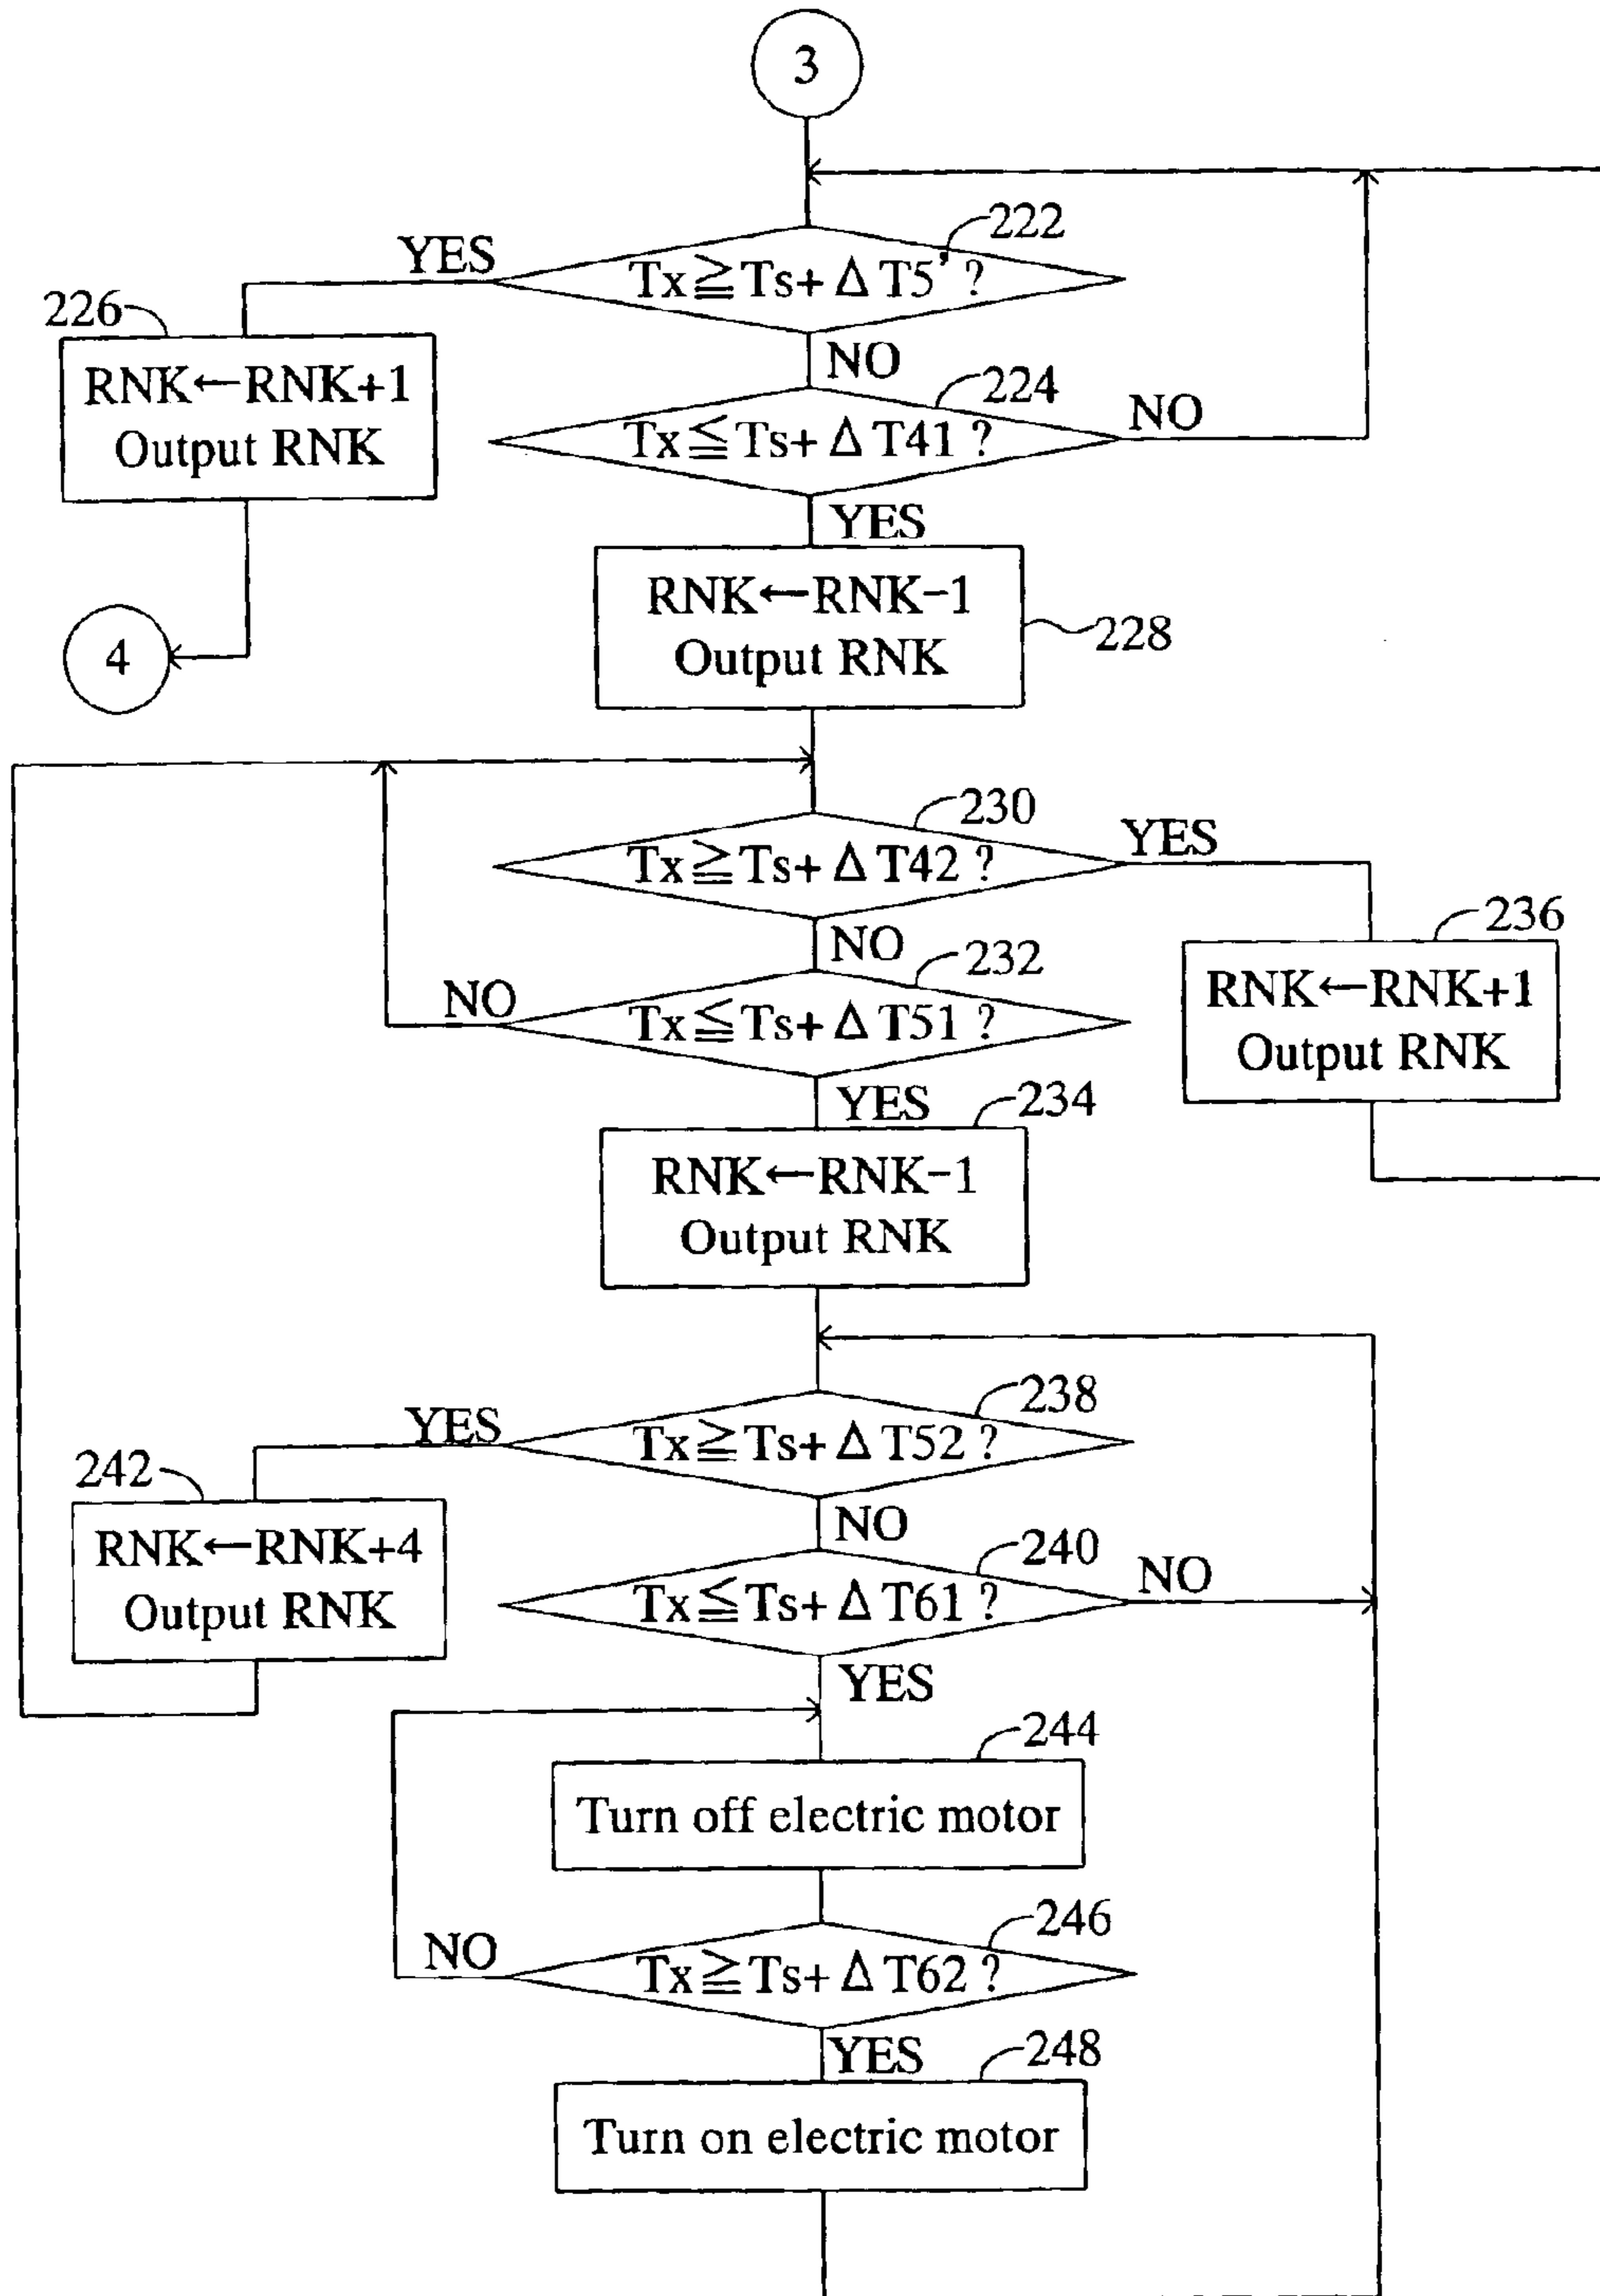 3
222
YES
Tx≧Ts+ΔT5' ?
226
NO
RNK←RNK+1
Output RNK
224
Tx≦Ts+ΔT41 ?
NO
YES
RNK←RNK−1
Output RNK
228
4
230
Tx≧Ts+ΔT42 ?
YES
NO
236
RNK←RNK+1
Output RNK
232
NO
Tx≦Ts+ΔT51 ?
YES
234
RNK←RNK−1
Output RNK
238
YES
Tx≧Ts+ΔT52 ?
242
RNK←RNK+4
Output RNK
NO
240
Tx≦Ts+ΔT61 ?
NO
YES
244
Turn off electric motor
246
NO
Tx≧Ts+ΔT62 ?
YES
248
Turn on electric motor